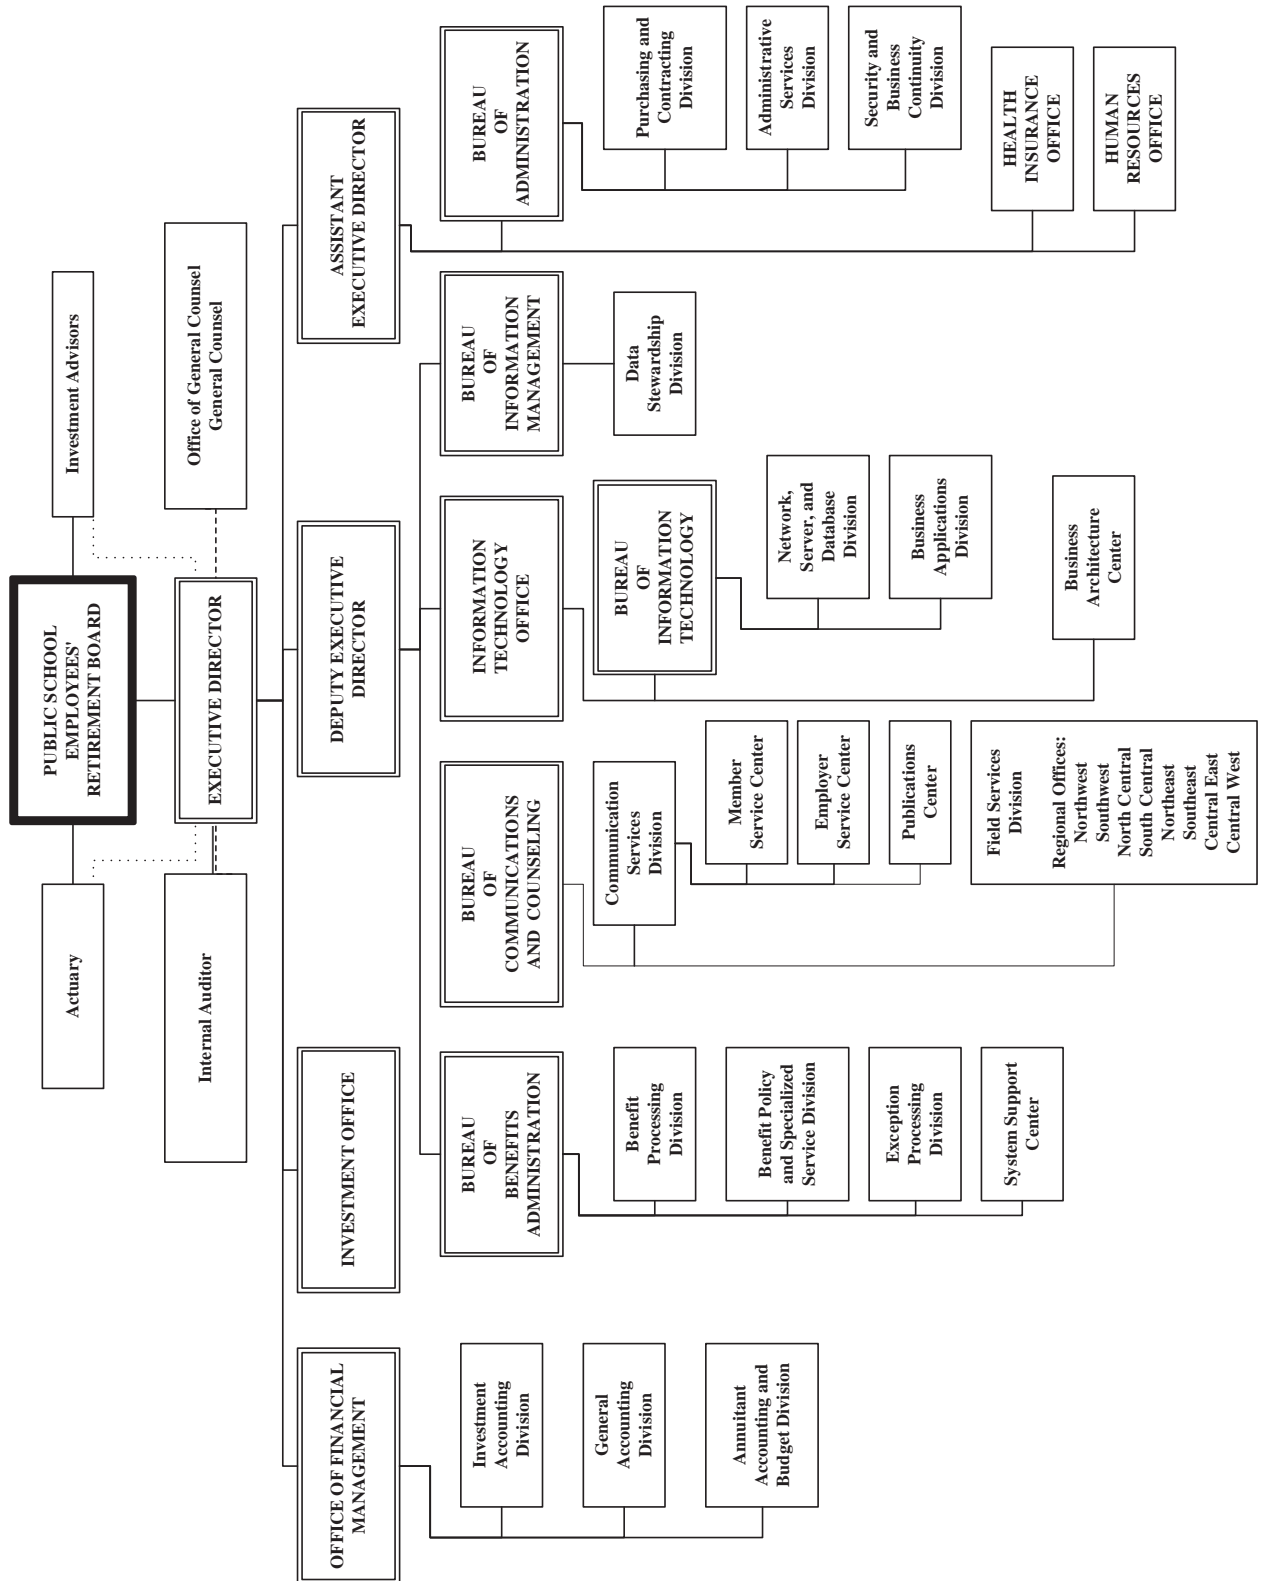 PUBLIC SCHOOL
EMPLOYEES'
RETIREMENT BOARD
Actuary
Investment Advisors
EXECUTIVE DIRECTOR
Internal Auditor
Office of General Counsel
General Counsel
OFFICE OF FINANCIAL
MANAGEMENT
INVESTMENT OFFICE
DEPUTY EXECUTIVE
DIRECTOR
ASSISTANT
EXECUTIVE DIRECTOR
Investment
Accounting
Division
General
Accounting
Division
Annuitant
Accounting and
Budget Division
BUREAU
OF
BENEFITS
ADMINISTRATION
Benefit
Processing
Division
Benefit Policy
and Specialized
Service Division
Exception
Processing
Division
System Support
Center
BUREAU
OF
COMMUNICATIONS
AND COUNSELING
Communication
Services
Division
Member
Service Center
Employer
Service Center
Publications
Center
Field Services
Division
Regional Offices:
Northwest
Southwest
North Central
South Central
Northeast
Southeast
Central East
Central West
INFORMATION
TECHNOLOGY
OFFICE
BUREAU
OF
INFORMATION
TECHNOLOGY
Network,
Server, and
Database
Division
Business
Applications
Division
Business
Architecture
Center
BUREAU
OF
INFORMATION
MANAGEMENT
Data
Stewardship
Division
BUREAU
OF
ADMINISTRATION
Purchasing and
Contracting
Division
Administrative
Services
Division
Security and
Business
Continuity
Division
HEALTH
INSURANCE
OFFICE
HUMAN
RESOURCES
OFFICE